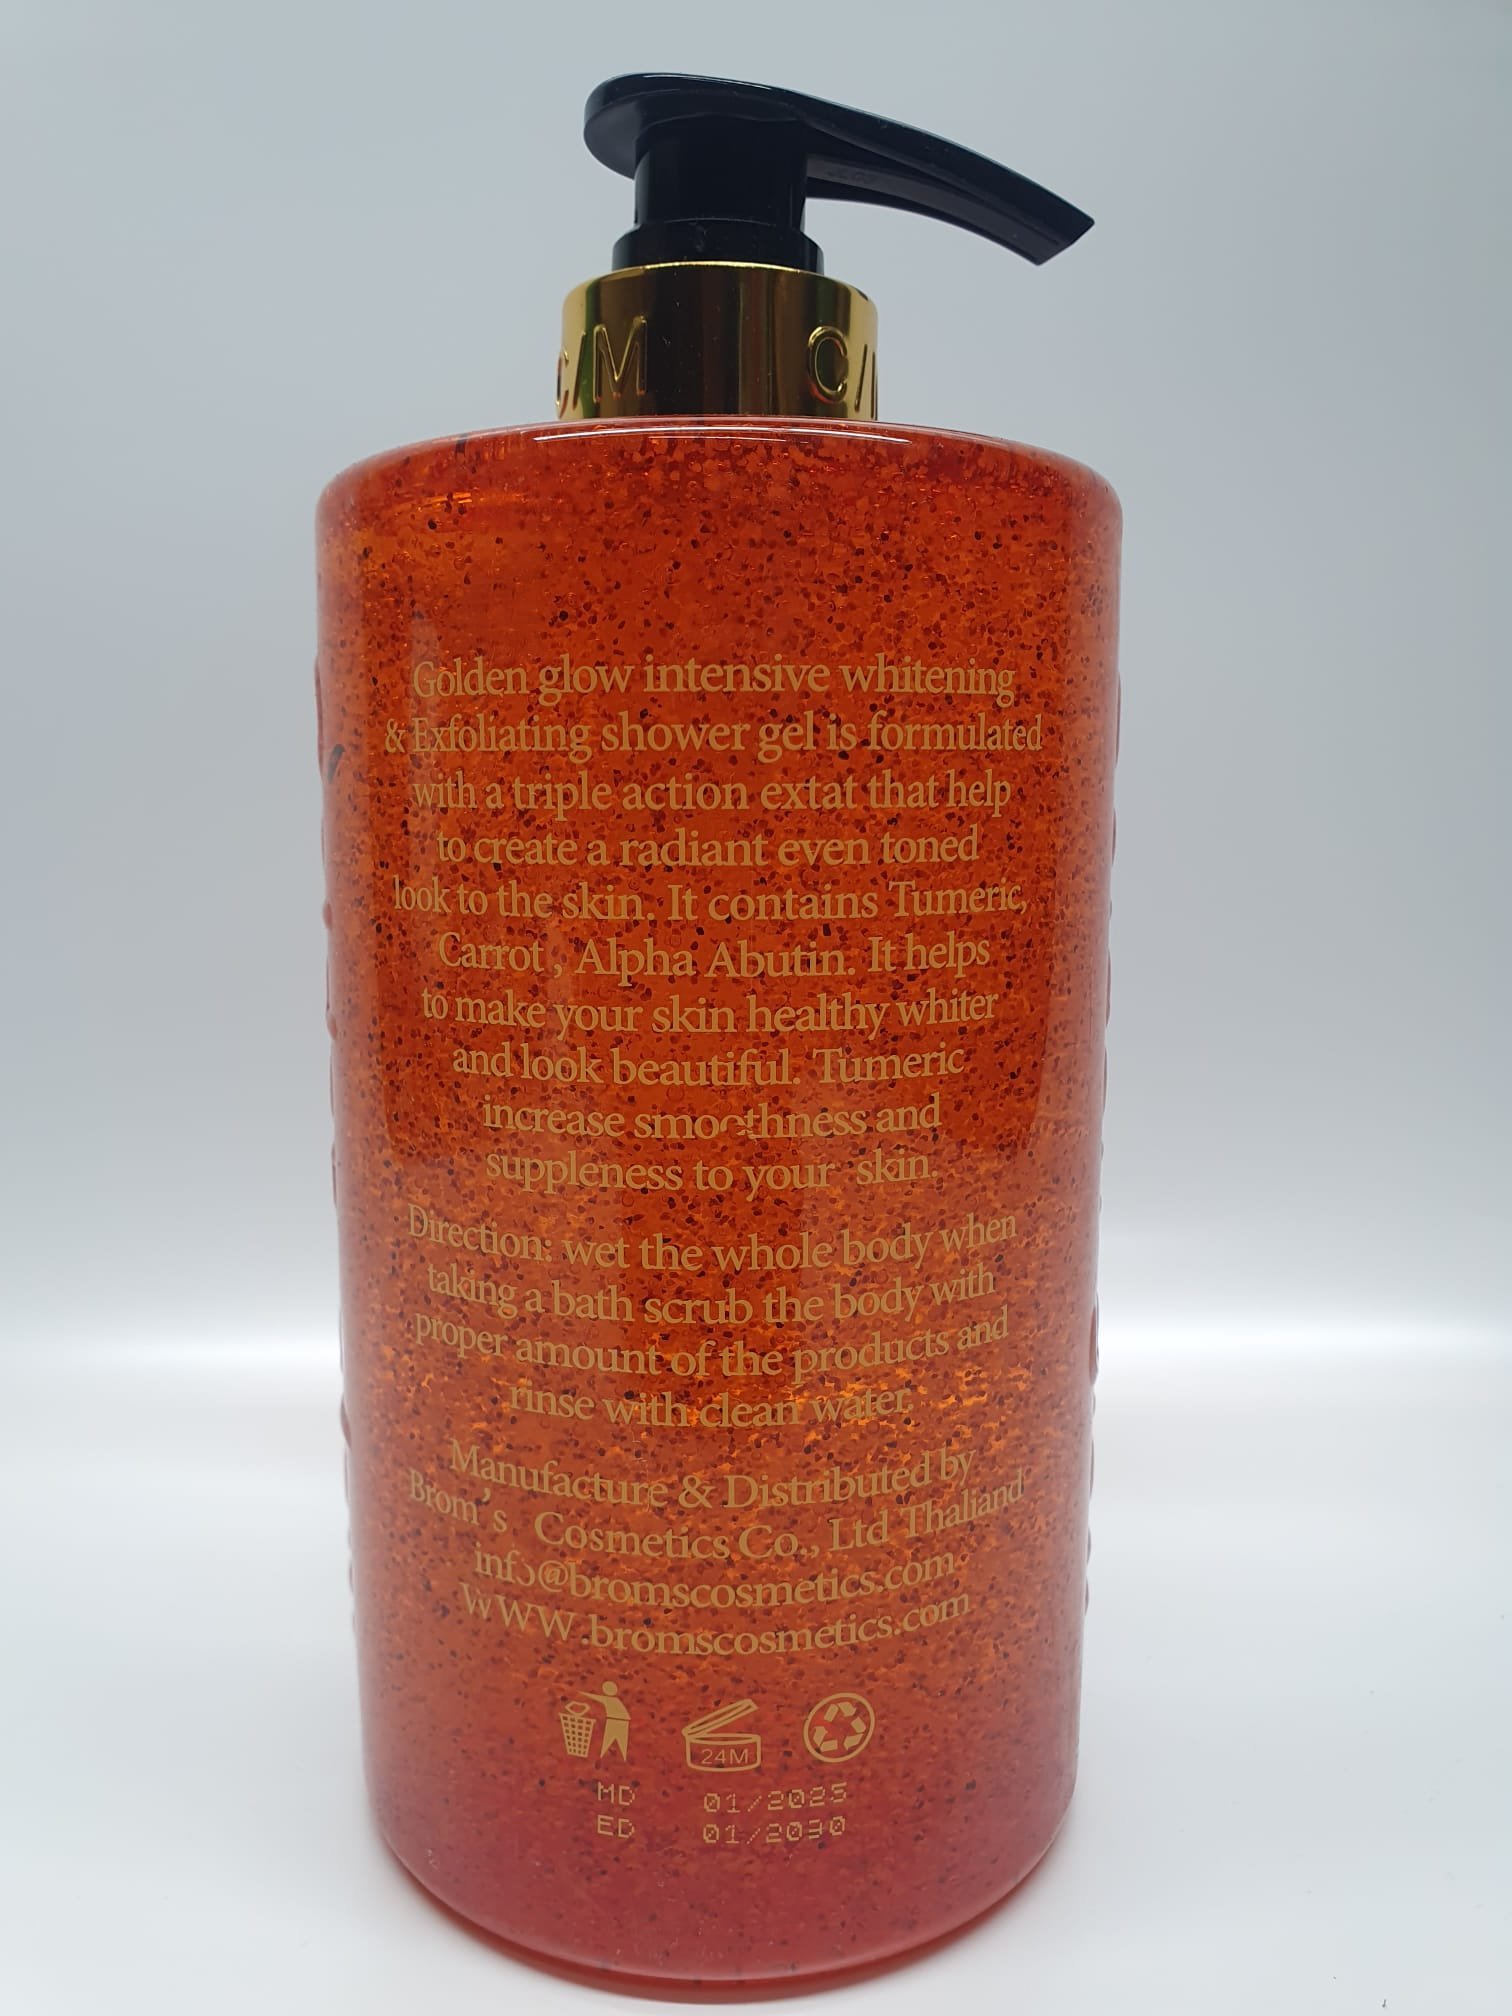 C/M C/
Golden glow intensive whitening
& Exfoliating shower gel is formulated
with a triple action extat that help
to create a radiant even toned
look to the skin. It contains Tumeric,
Carrot , Alpha Abutin. It helps
to make your skin healthy whiter
and look beautiful. Tumeric
increase smoothness and
suppleness to your skin.
Direction: wet the whole body when
taking a bath scrub the body with
proper amount of the products and
rinse with clean water.
Manufacture & Distributed by
Brom's Cosmetics Co., Ltd Thaliand
info@bromscosmetics.com
WWW.bromscosmetics.com
24M
MD 01/2025
ED 01/2030